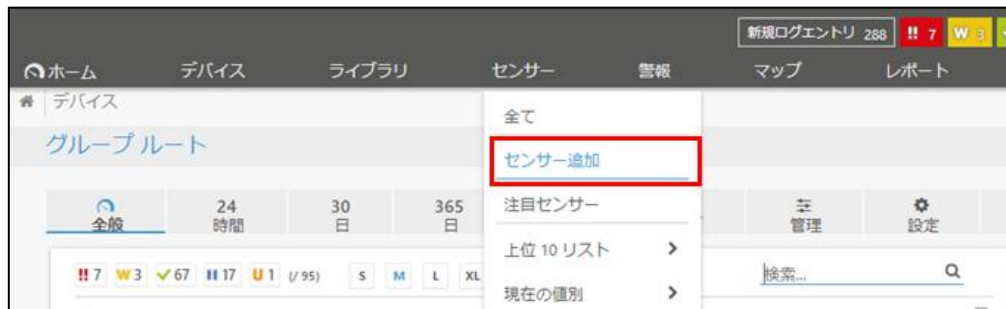 新規ログエントリ 288 !! 7 W 3
ホーム デバイス ライブラリ センサー 警報 マップ レポート
デバイス
全て
グループ ルート
センサー追加
全般 24 時間 30 日 365 日 管理 設定
注目センサー
上位 10 リスト
!! 7 W 3 67 17 U 1 (/ 95) S M L XL 検索...
現在の値別